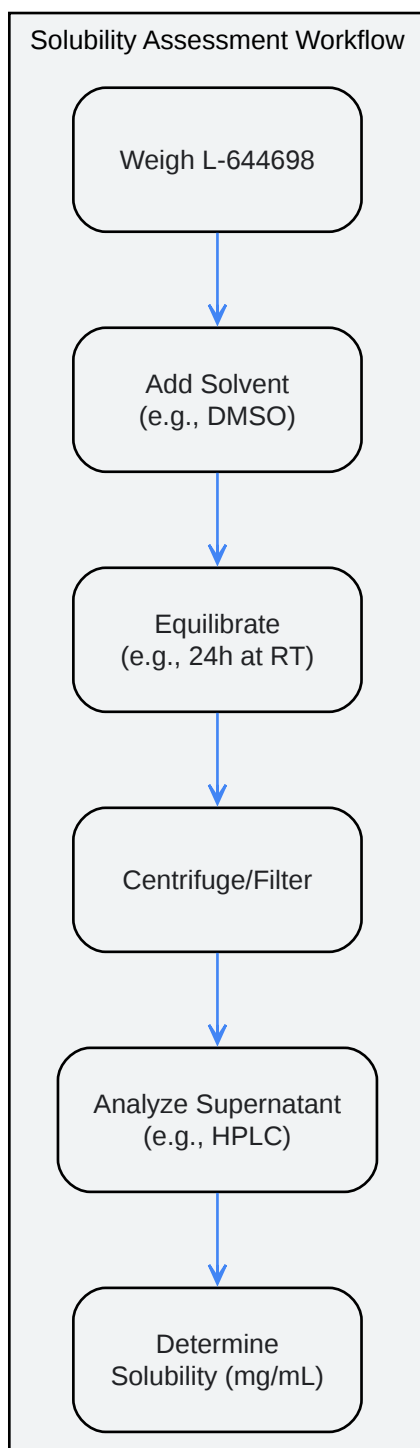 Solubility Assessment Workflow
Weigh L-644698
Add Solvent
(e.g., DMSO)
Equilibrate
(e.g., 24h at RT)
Centrifuge/Filter
Analyze Supernatant
(e.g., HPLC)
Determine
Solubility (mg/mL)